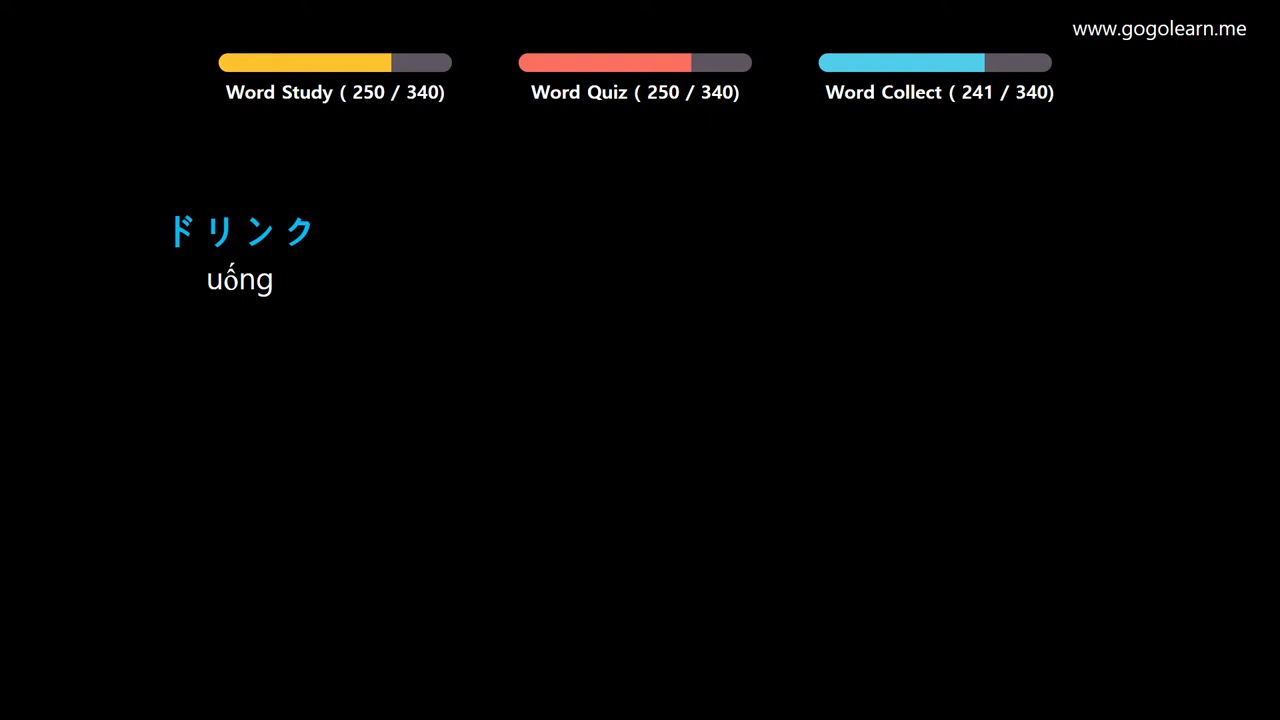 www.gogolearn.me
Word Study ( 250 / 340)
Word Quiz ( 250 / 340)
Word Collect ( 241 / 340)
ドリンク
uống